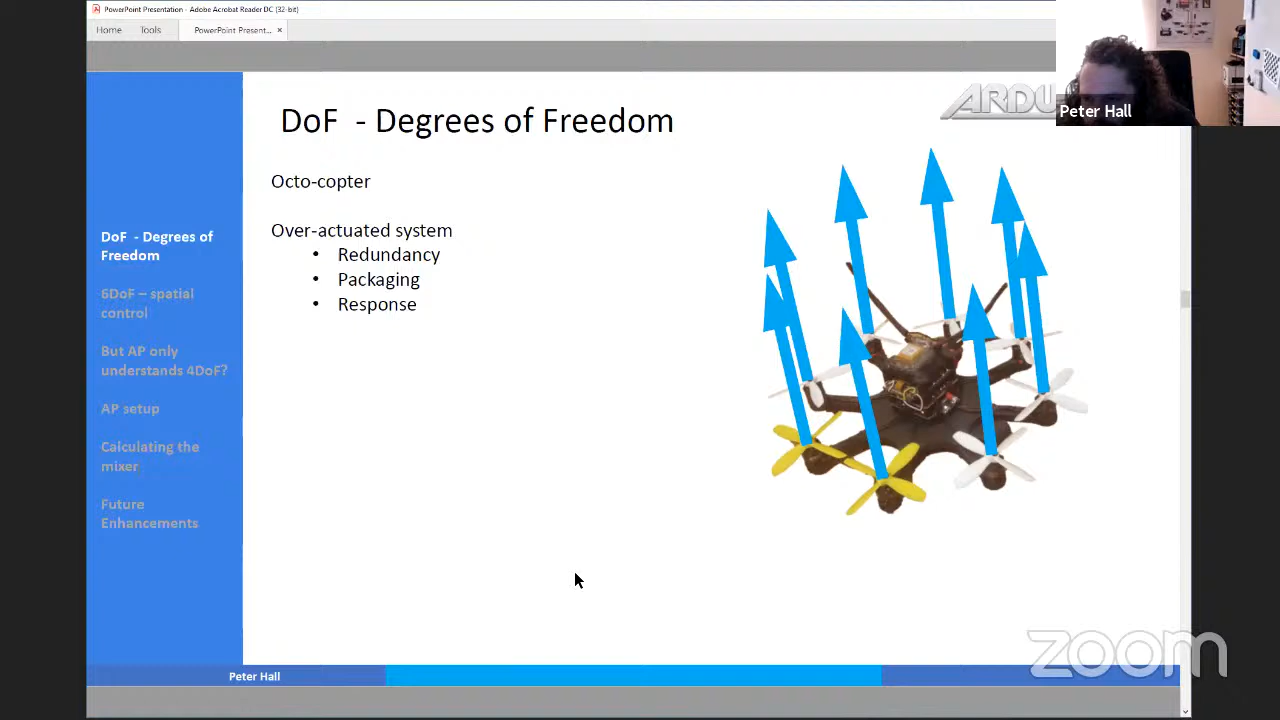 PowerPoint Presentation - Adobe Acrobat Reader DC (32-bit)
Home Tools PowerPoint Present... ×
Peter Hall
DoF - Degrees of Freedom
Octo-copter
Over-actuated system
• Redundancy
• Packaging
• Response
DoF - Degrees of
Freedom
6DoF – spatial
control
But AP only
understands 4DoF?
AP setup
Calculating the
mixer
Future
Enhancements
Peter Hall
zoom